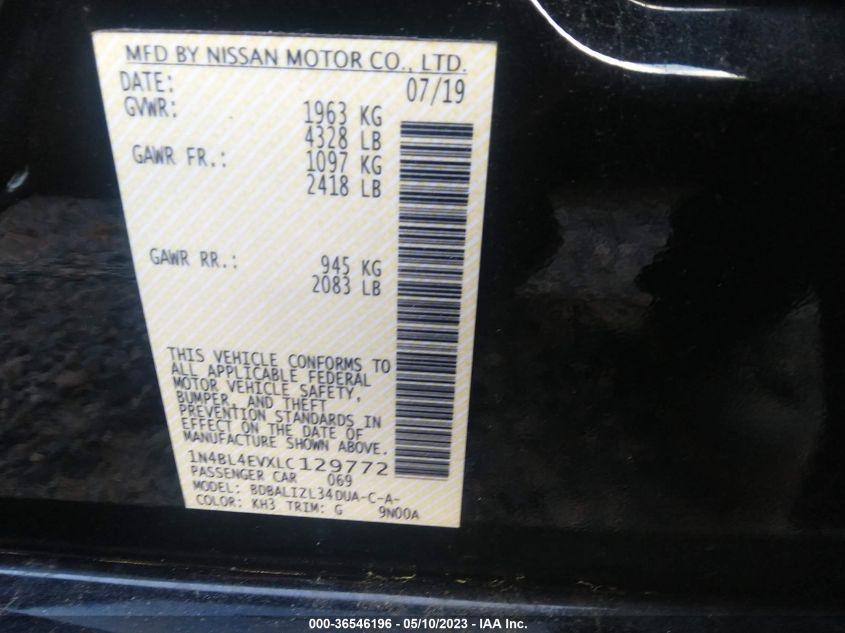 MFD BY NISSAN MOTOR CO., LTD.
DATE: 07/19
GVWR: 1963 KG
4328 LB
GAWR FR.: 1097 KG
2418 LB
GAWR RR.: 945 KG
2083 LB
THIS VEHICLE CONFORMS TO
ALL APPLICABLE FEDERAL
MOTOR VEHICLE SAFETY,
BUMPER, AND THEFT
PREVENTION STANDARDS IN
EFFECT ON THE DATE OF
MANUFACTURE SHOWN ABOVE.
1N4BL4EVXLC129772
PASSENGER CAR 069
MODEL: BDBALIZL34DUA-C-A-
COLOR: KH3 TRIM: G 9N00A
000-36546196 - 05/10/2023 - IAA Inc.